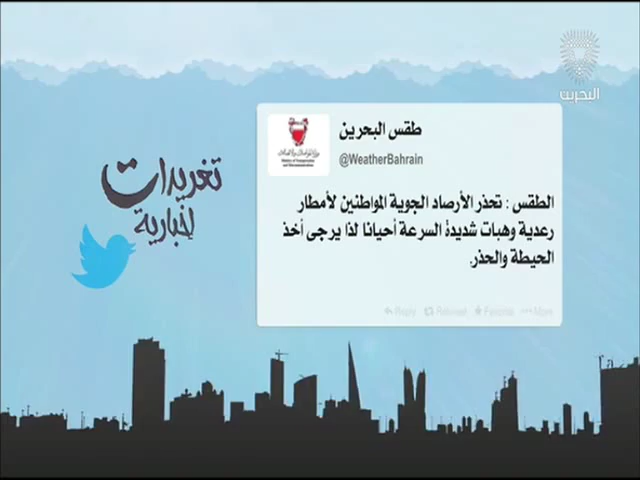 البحرين
تغريدات
إخبارية
طقس البحرين
@WeatherBahrain
الطقس : تحذر الأرصاد الجوية المواطنين لأمطار
رعدية وهبات شديدة السرعة أحيانا لذا يرجى أخذ
الحيطة والحذر.
Reply Retweet Favorite More